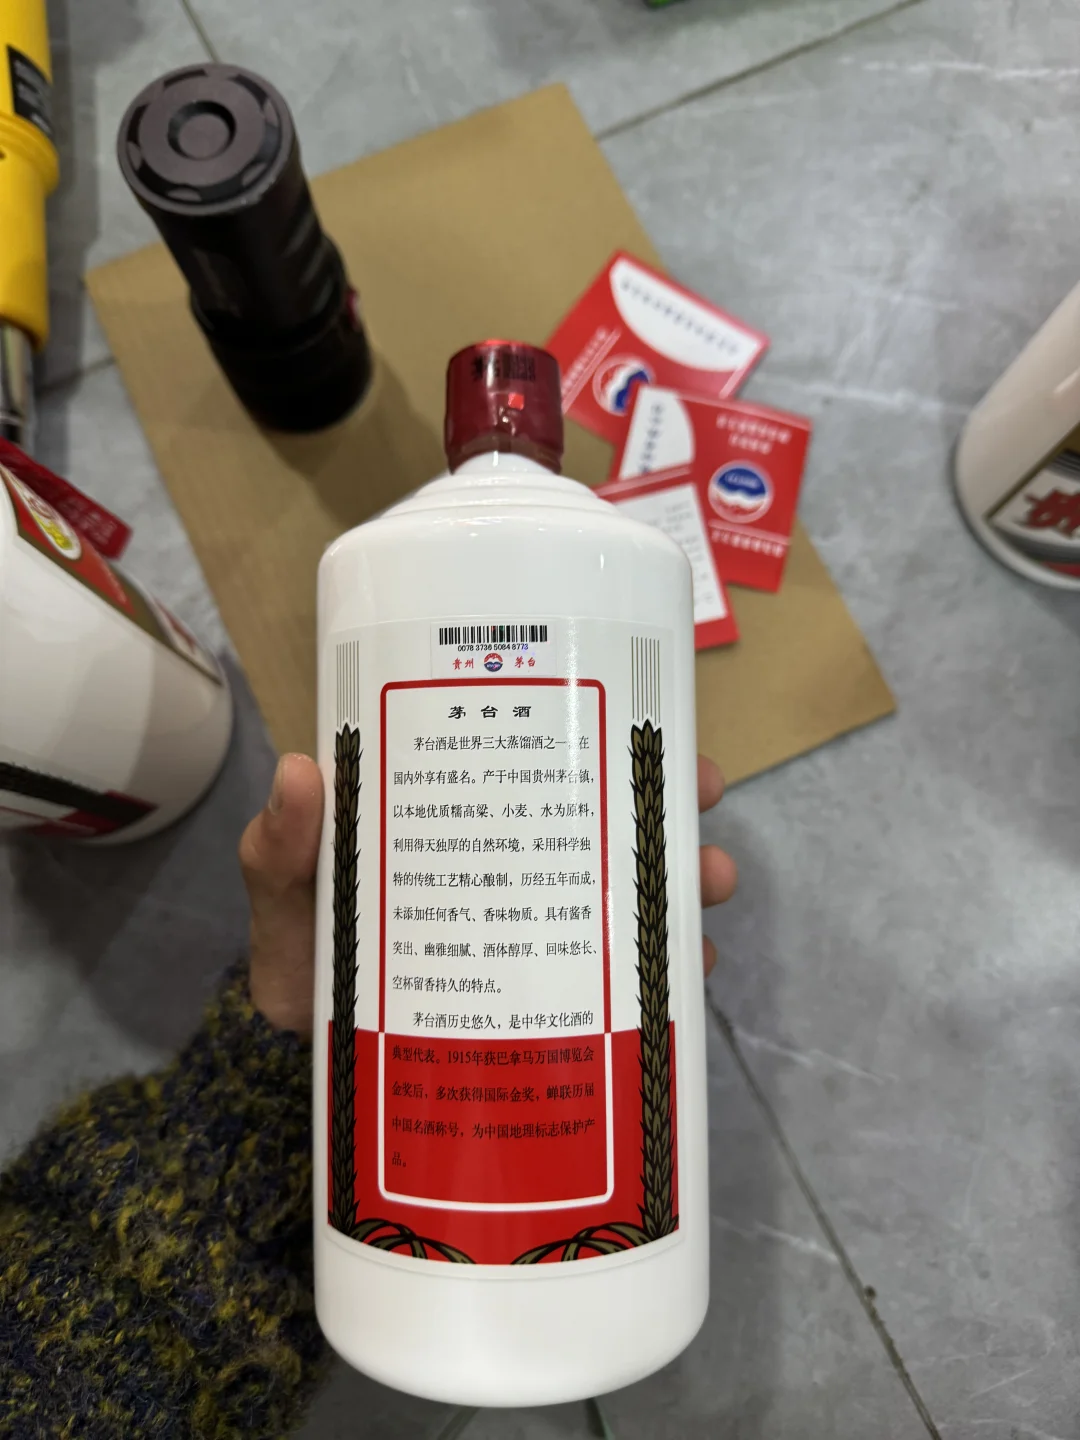 0078 3736 5084 8773
贵州 茅台
茅台酒
茅台酒是世界三大蒸馏酒之一，在
国内外享有盛名。产于中国贵州茅台镇，
以本地优质糯高粱、小麦、水为原料，
利用得天独厚的自然环境，采用科学独
特的传统工艺精心酿制，历经五年而成，
未添加任何香气、香味物质。具有酱香
突出、幽雅细腻、酒体醇厚、回味悠长、
空杯留香持久的特点。
茅台酒历史悠久，是中华文化酒的
典型代表。1915年获巴拿马万国博览会
金奖后，多次获得国际金奖，蝉联历届
中国名酒称号，为中国地理标志保护产
品。